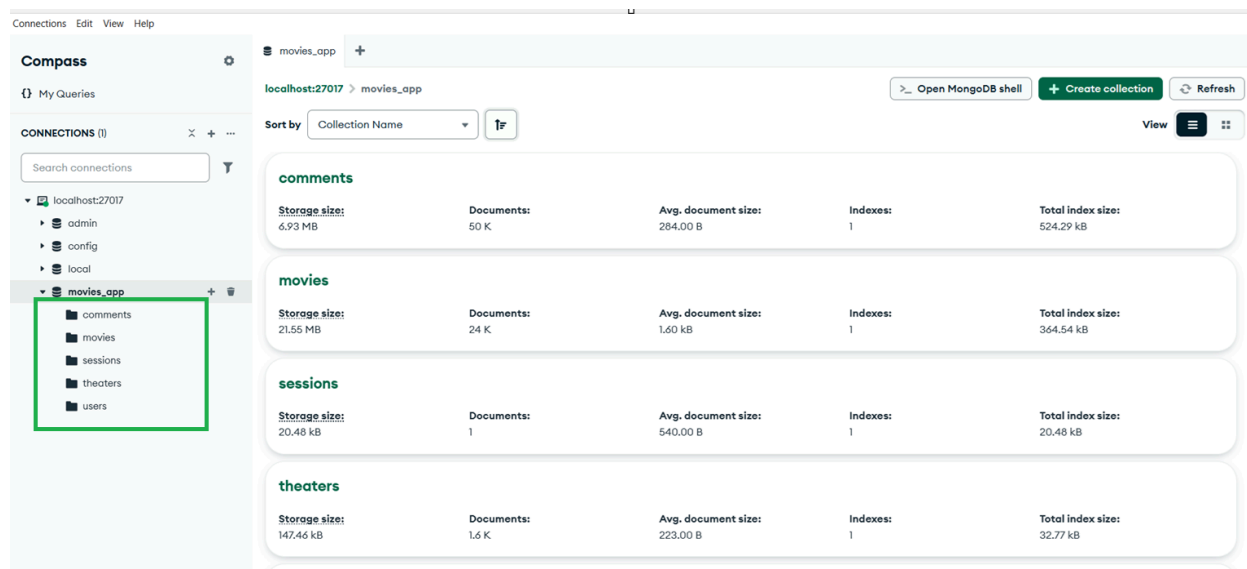 Connections Edit View Help
Compass
{} My Queries
CONNECTIONS (1)
Search connections
localhost:27017
admin
config
local
movies_app
comments
movies
sessions
theaters
users
movies_app
localhost:27017 > movies_app
>_ Open MongoDB shell
+ Create collection
Refresh
Sort by Collection Name
View
comments
Storage size: Documents: Avg. document size: Indexes: Total index size:
6.93 MB 50 K 284.00 B 1 524.29 kB
movies
Storage size: Documents: Avg. document size: Indexes: Total index size:
21.55 MB 24 K 1.60 kB 1 364.54 kB
sessions
Storage size: Documents: Avg. document size: Indexes: Total index size:
20.48 kB 1 540.00 B 1 20.48 kB
theaters
Storage size: Documents: Avg. document size: Indexes: Total index size:
147.46 kB 1.6 K 223.00 B 1 32.77 kB